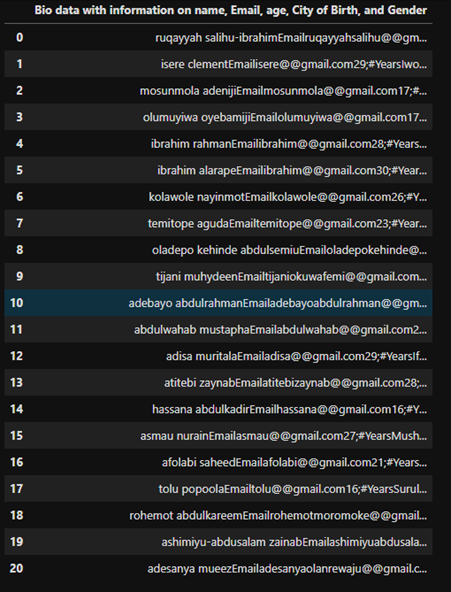 Bio data with information on name, Email, age, City of Birth, and Gender
0 ruqayyah salihu-ibrahimEmailruqayyahsalihu@@gm...
1 isere clementEmailisere@@gmail.com29;#YearsIwo...
2 mosunmola adenijiEmailmosunmola@@gmail.com17;#...
3 olumuyiwa oyebamijiEmailolumuyiwa@@gmail.com17...
4 ibrahim rahmanEmailibrahim@@gmail.com28;#Years...
5 ibrahim alarapeEmailibrahim@@gmail.com30;#Year...
6 kolawole nayinmotEmailkolawole@@gmail.com26;#Y...
7 temitope agudaEmailtemitope@@gmail.com23;#Year...
8 oladepo kehinde abdulsemiuEmailoladepokehinde@...
9 tijani muhydeenEmailtijaniokuwafemi@@gmail.com...
10 adebayo abdulrahmanEmailadebayoabdulrahman@@gm...
11 abdulwahab mustaphaEmailabdulwahab@@gmail.com2...
12 adisa muritalaEmailadisa@@gmail.com29;#YearsIf...
13 atitebi zaynabEmailatitebizaynab@@gmail.com28;...
14 hassana abdulkadirEmailhassana@@gmail.com16;#Y...
15 asmau nurainEmailasmau@@gmail.com27;#YearsMush...
16 afolabi saheedEmailafolabi@@gmail.com21;#Years...
17 tolu popoolaEmailtolu@@gmail.com16;#YearsSurul...
18 rohemot abdulkareemEmailrohemotmoromoke@@gmail...
19 ashimiyu-abdusalam zainabEmailashimiyuabdusala...
20 adesanya mueezEmailadesanyaolanrewaju@@gmail.c...